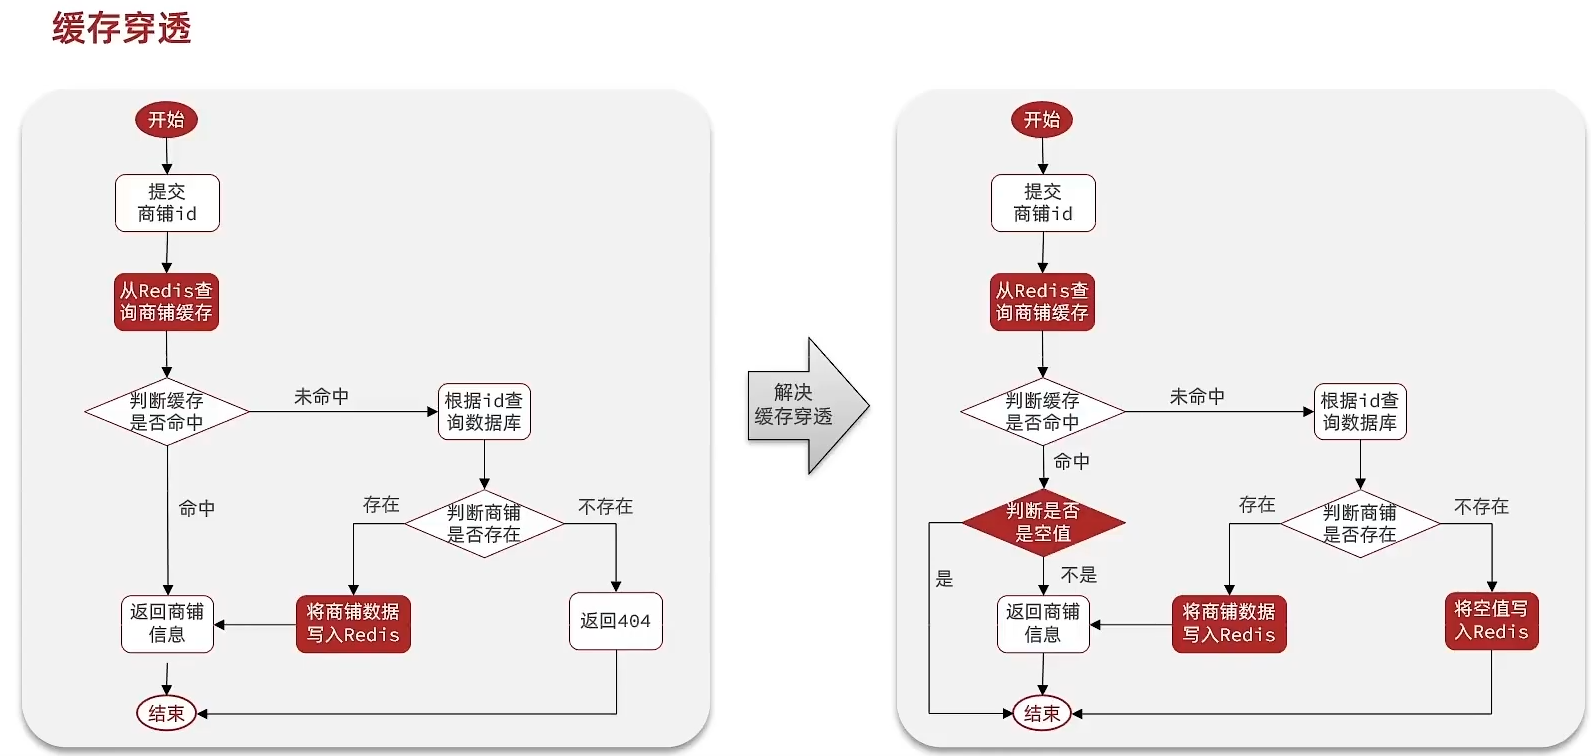 缓存穿透
开始
提交
商铺id
从Redis查
询商铺缓存
判断缓存
是否命中
未命中
根据id查
询数据库
命中
存在
判断商铺
是否存在
不存在
返回商铺
信息
将商铺数据
写入Redis
返回404
结束
解决
缓存穿透
开始
提交
商铺id
从Redis查
询商铺缓存
判断缓存
是否命中
未命中
根据id查
询数据库
命中
判断是否
是空值
存在
判断商铺
是否存在
不存在
是
不是
返回商铺
信息
将商铺数据
写入Redis
将空值写
入Redis
结束